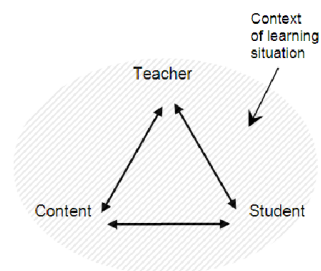 Context
of learning
situation
Teacher
Content
Student